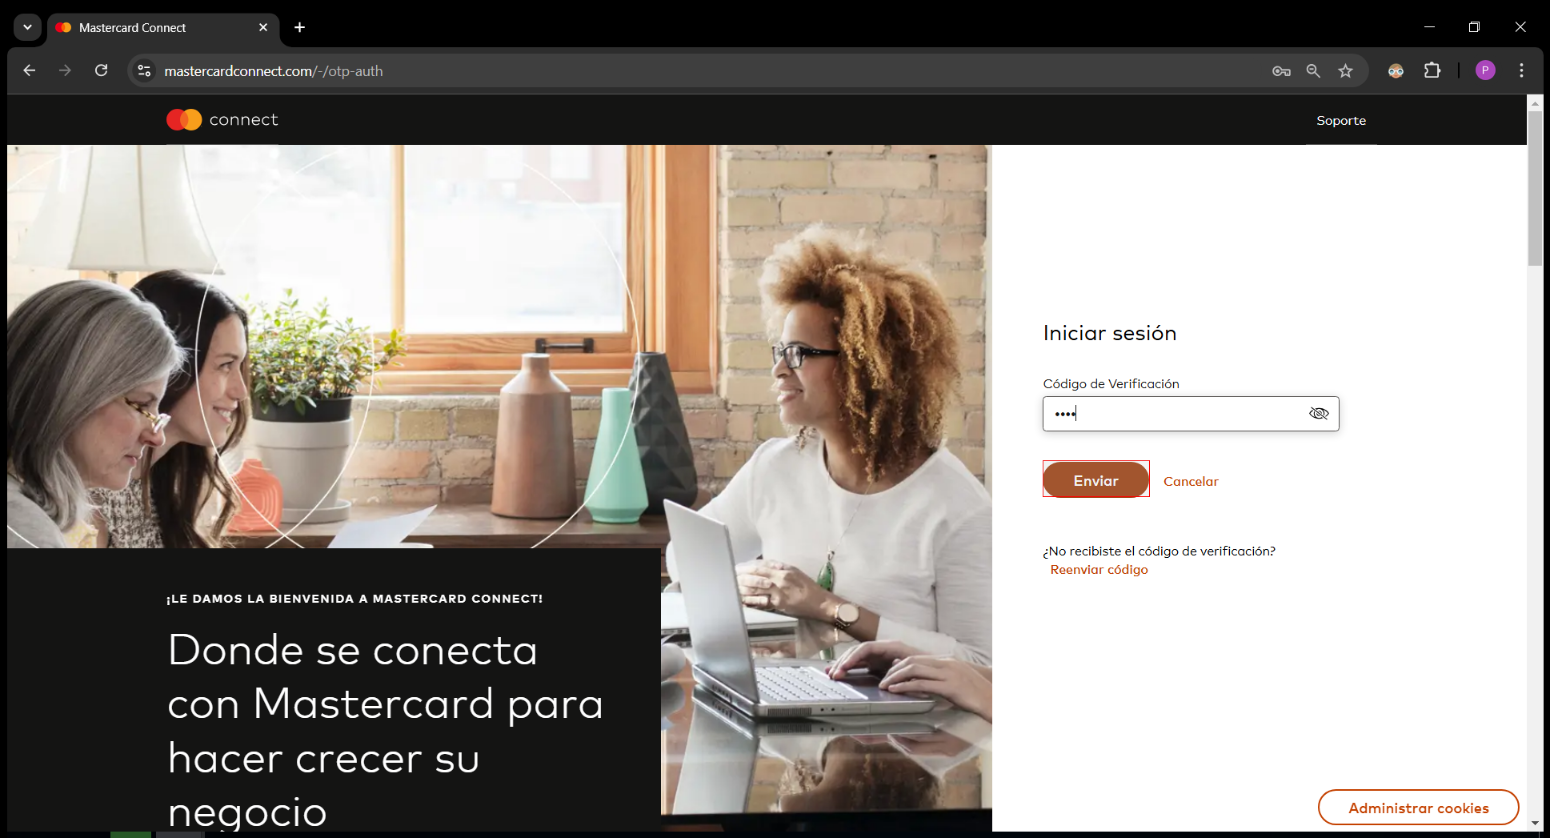 Mastercard Connect
mastercardconnect.com/-/otp-auth
P
connect
Soporte
Iniciar sesión
Código de Verificación
••••
Enviar
Cancelar
¿No recibiste el código de verificación?
Reenviar código
¡LE DAMOS LA BIENVENIDA A MASTERCARD CONNECT!
Donde se conecta
con Mastercard para
hacer crecer su
negocio
Administrar cookies